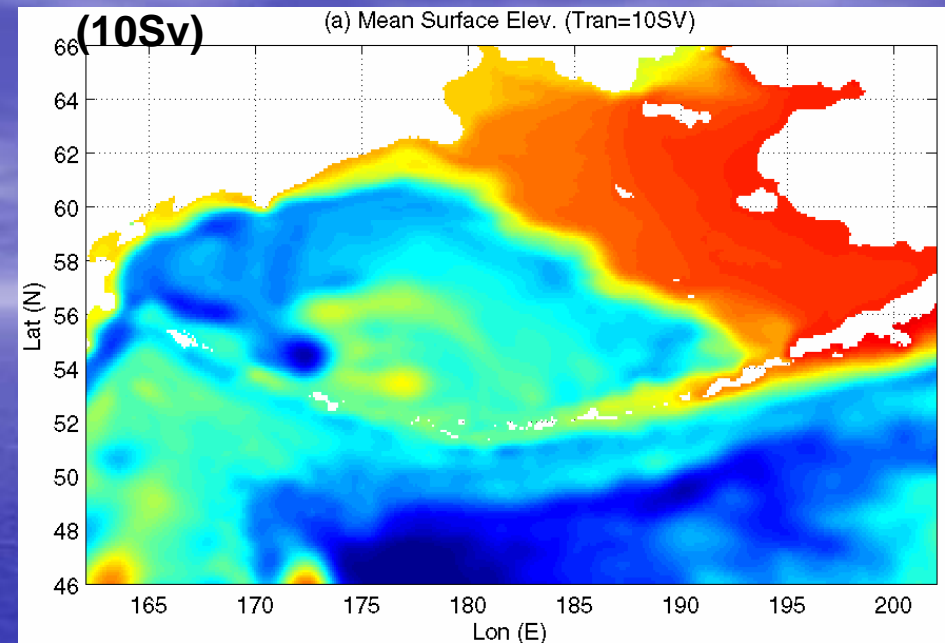 (10Sv)
(a) Mean Surface Elev. (Tran=10SV)
66
64
62
60
58
56
54
52
50
48
46
Lat (N)
165 170 175 180 185 190 195 200
Lon (E)